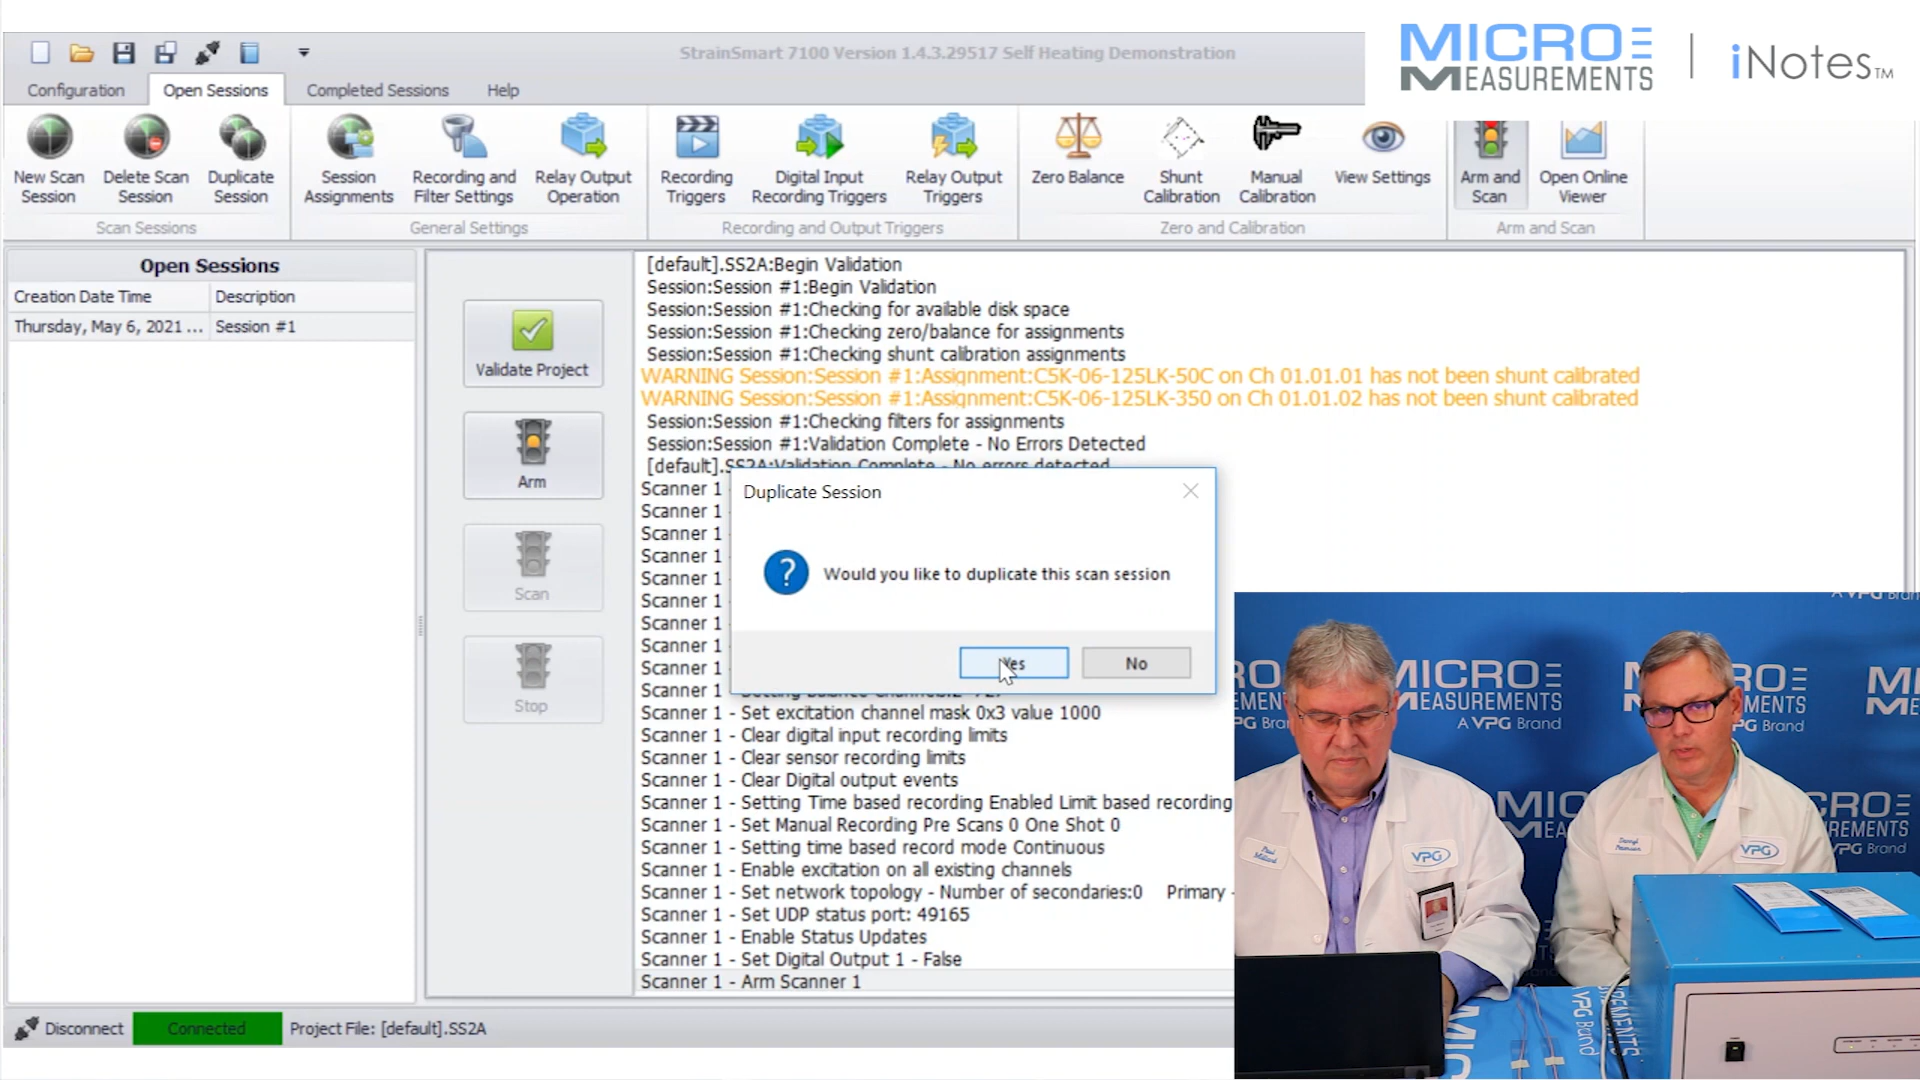 StrainSmart 7100 Version 1.4.3.29517 Self Heating Demonstration
MICRO MEASUREMENTS | iNotes™
Configuration
Open Sessions
Completed Sessions
Help
New Scan Session
Delete Scan Session
Duplicate Session
Session Assignments
Recording and Filter Settings
Relay Output Operation
Recording Triggers
Digital Input Recording Triggers
Relay Output Triggers
Zero Balance
Shunt Calibration
Manual Calibration
View Settings
Arm and Scan
Open Online Viewer
Scan Sessions
General Settings
Recording and Output Triggers
Zero and Calibration
Arm and Scan
Open Sessions
Creation Date Time Description
Thursday, May 6, 2021 ... Session #1
Validate Project
Arm
Scan
Stop
[default].SS2A:Begin Validation
Session:Session #1:Begin Validation
Session:Session #1:Checking for available disk space
Session:Session #1:Checking zero/balance for assignments
Session:Session #1:Checking shunt calibration assignments
WARNING Session:Session #1:Assignment:C5K-06-125LK-50C on Ch 01.01.01 has not been shunt calibrated
WARNING Session:Session #1:Assignment:C5K-06-125LK-350 on Ch 01.01.02 has not been shunt calibrated
Session:Session #1:Checking filters for assignments
Session:Session #1:Validation Complete - No Errors Detected
[default].SS2A:Validation Complete - No errors detected
Scanner 1 -
Scanner 1
Scanner 1
Scanner 1
Scanner 1
Scanner 1
Scanner 1
Scanner 1
Scanner 1
Scanner 1 -
Duplicate Session
Would you like to duplicate this scan session
Yes
No
Scanner 1 - Set excitation channel mask 0x3 value 1000
Scanner 1 - Clear digital input recording limits
Scanner 1 - Clear sensor recording limits
Scanner 1 - Clear Digital output events
Scanner 1 - Setting Time based recording Enabled Limit based recording
Scanner 1 - Set Manual Recording Pre Scans 0 One Shot 0
Scanner 1 - Setting time based record mode Continuous
Scanner 1 - Enable excitation on all existing channels
Scanner 1 - Set network topology - Number of secondaries:0 Primary -
Scanner 1 - Set UDP status port: 49165
Scanner 1 - Enable Status Updates
Scanner 1 - Set Digital Output 1 - False
Scanner 1 - Arm Scanner 1
Disconnect
Connected
Project File: [default].SS2A
MICRO MEASUREMENTS
A VPG Brand
VPG
VPG
VPG Brand